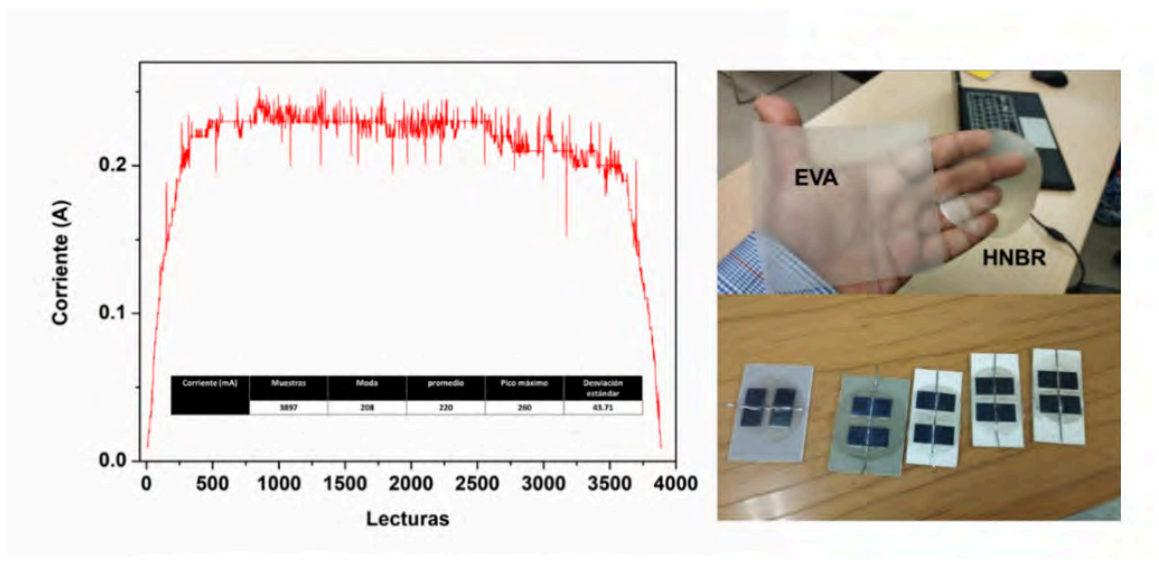 Corriente (A)
0.2
0.1
0.0
Corriente (mA) Muestras Moda promedio Pico máximo Desviación
estándar
3897 208 220 260 43.71
0 500 1000 1500 2000 2500 3000 3500 4000
Lecturas
EVA
HNBR